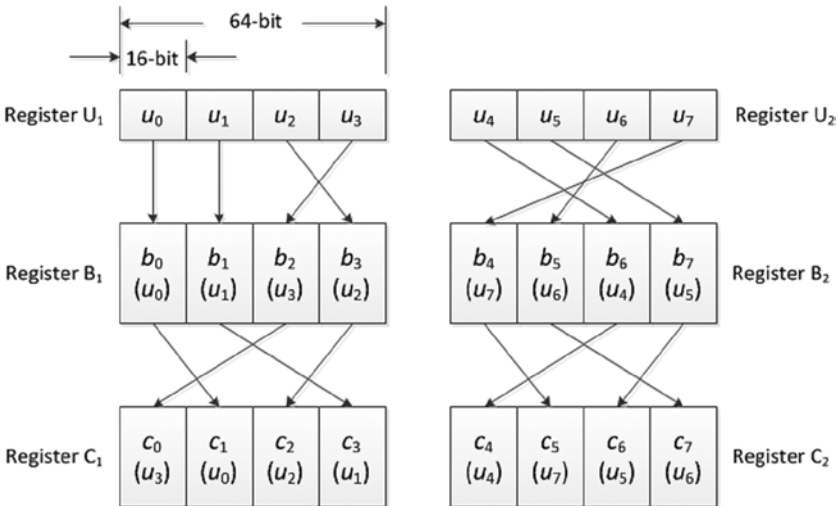 64-bit
16-bit
Register U₁ u₀ u₁ u₂ u₃ u₄ u₅ u₆ u₇ Register U₂
b₀ b₁ b₂ b₃ b₄ b₅ b₆ b₇
Register B₁ Register B₂
(u₀) (u₁) (u₃) (u₂) (u₇) (u₆) (u₄) (u₅)
c₀ c₁ c₂ c₃ c₄ c₅ c₆ c₇
Register C₁ Register C₂
(u₃) (u₀) (u₂) (u₁) (u₄) (u₇) (u₅) (u₆)